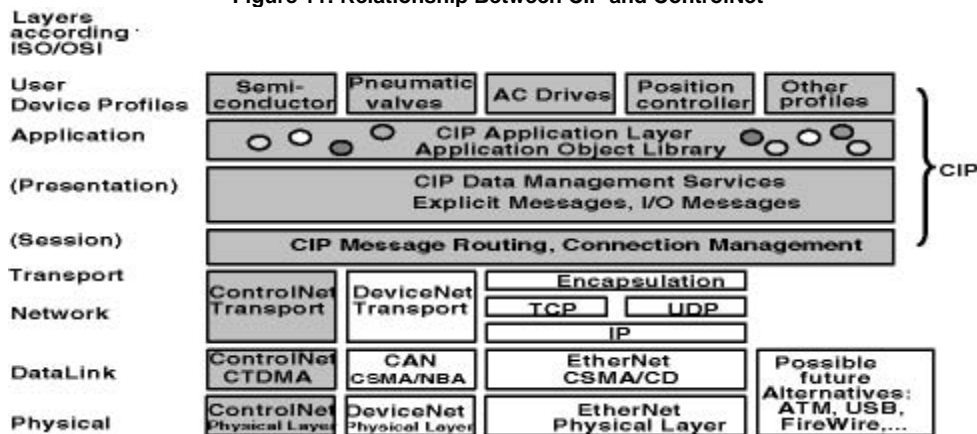 Figure 11: Relationship Between CIP and ControlNet
Layers
according
ISO/OSI
User
Device Profiles
Semi-
conductor
Pneumatic
valves
AC Drives
Position
controller
Other
profiles
Application
CIP Application Layer
Application Object Library
(Presentation)
CIP Data Management Services
Explicit Messages, I/O Messages
CIP
(Session)
CIP Message Routing, Connection Management
Transport
Network
ControlNet
Transport
DeviceNet
Transport
Encapsulation
TCP
UDP
IP
DataLink
ControlNet
CTDMA
CAN
CSMA/NBA
EtherNet
CSMA/CD
Possible
future
Alternatives:
ATM, USB,
FireWire,...
Physical
ControlNet
Physical Layer
DeviceNet
Physical Layer
EtherNet
Physical Layer